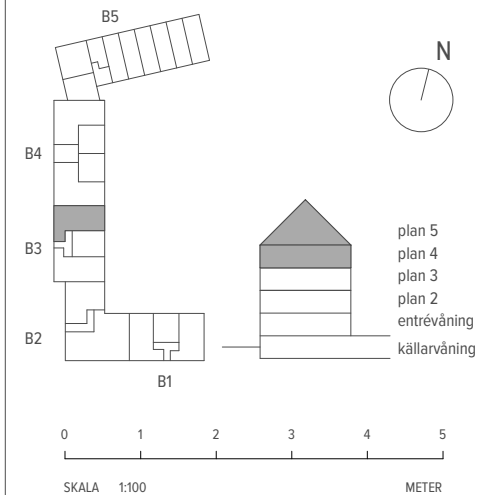 B5
N
B4
B3
B2
B1
plan 5
plan 4
plan 3
plan 2
entrévåning
källarvåning
0 1 2 3 4 5
SKALA 1:100 METER